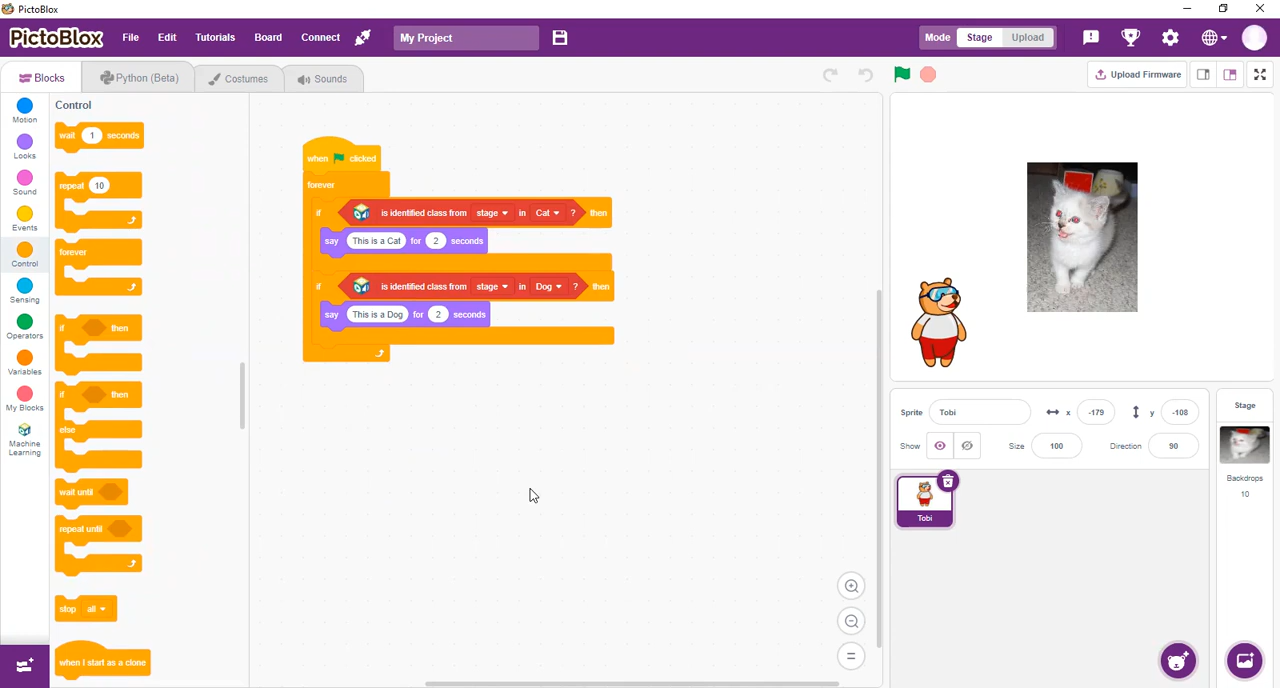 PictoBlox
PictoBlox File Edit Tutorials Board Connect My Project Mode Stage Upload
Blocks Python (Beta) Costumes Sounds Upload Firmware
Motion
Looks
Sound
Events
Control
Sensing
Operators
Variables
My Blocks
Machine
Learning
Control
wait 1 seconds
repeat 10
forever
if then
if then
else
wait until
repeat until
stop all
when I start as a clone
when clicked
forever
if is identified class from stage in Cat ? then
say This is a Cat for 2 seconds
if is identified class from stage in Dog ? then
say This is a Dog for 2 seconds
Sprite Tobi x -179 y -108
Show Size 100 Direction 90
Tobi
Stage
Backdrops
10